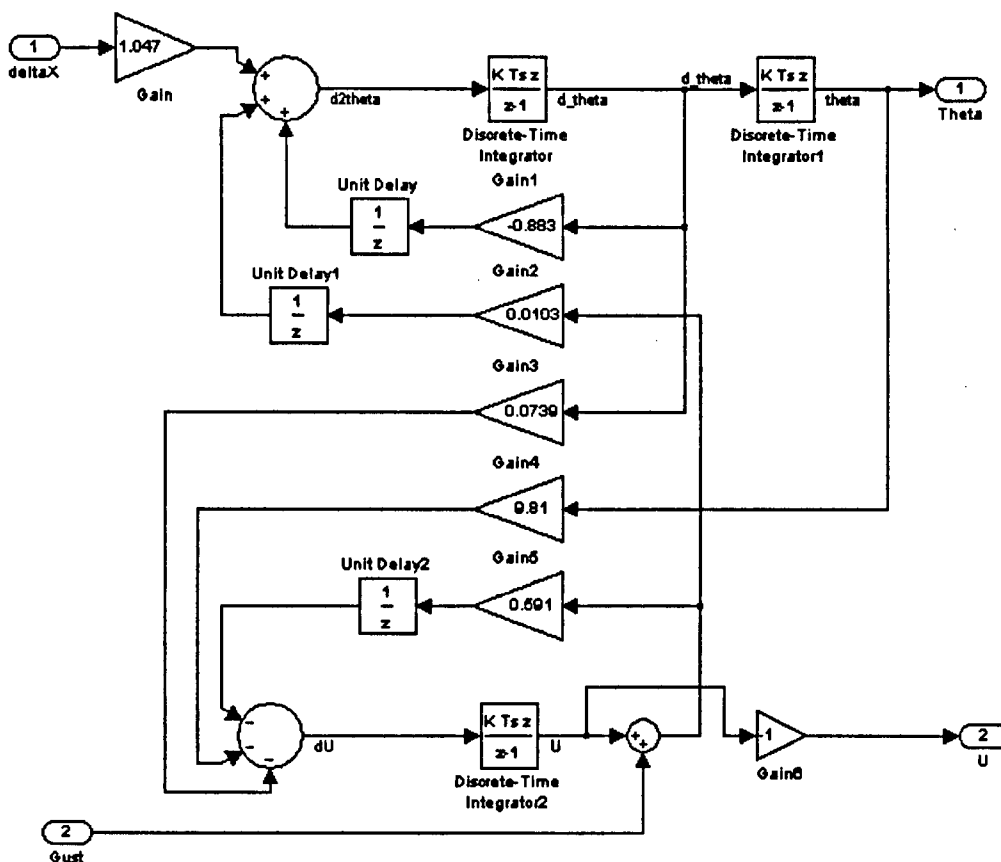 1
deltaX
1.047
Gain
+
+
+
d2theta
K Ts z
z-1
d_theta
Discrete-Time
Integrator
d_theta
K Ts z
z-1
theta
Discrete-Time
Integrator1
1
Theta
Gain1
-0.883
Unit Delay
1
z
Gain2
0.0103
Unit Delay1
1
z
Gain3
0.0739
Gain4
9.81
Gain5
0.591
Unit Delay2
1
z
-
-
-
dU
K Ts z
z-1
U
Discrete-Time
Integrator2
+
+
-1
Gain6
2
U
2
Gust